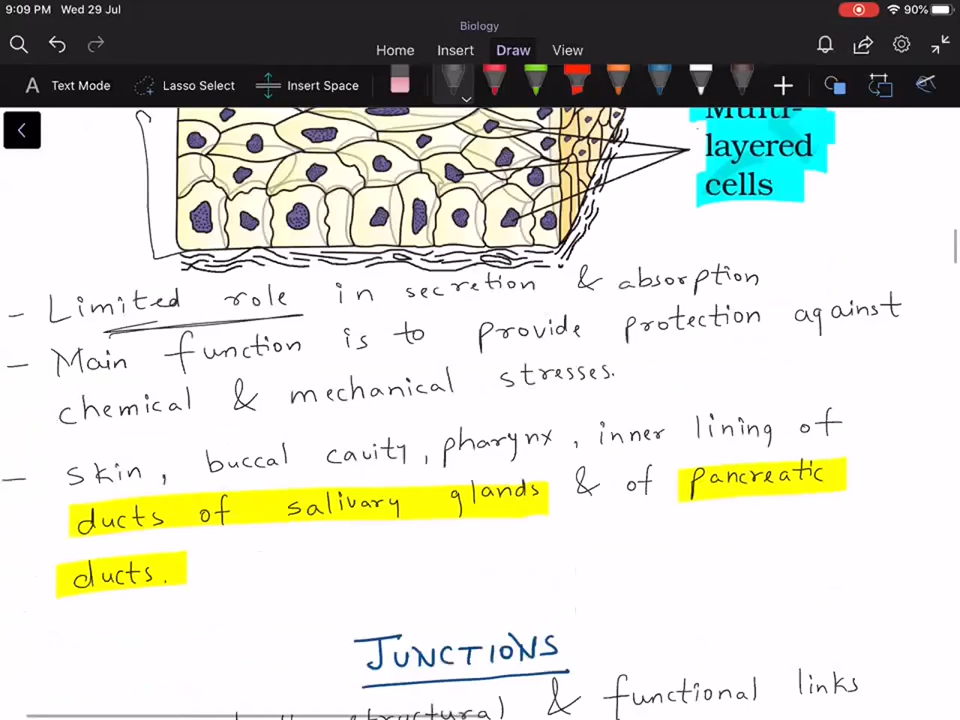 9:09 PM Wed 29 Jul
90%
Biology
Home Insert Draw View
A Text Mode Lasso Select Insert Space
Multi-
layered
cells
- Limited role in secretion & absorption
- Main function is to provide protection against
chemical & mechanical stresses.
- Skin, buccal cavity, pharynx, inner lining of
ducts of salivary glands & of pancreatic
ducts.
JUNCTIONS
structural & functional links